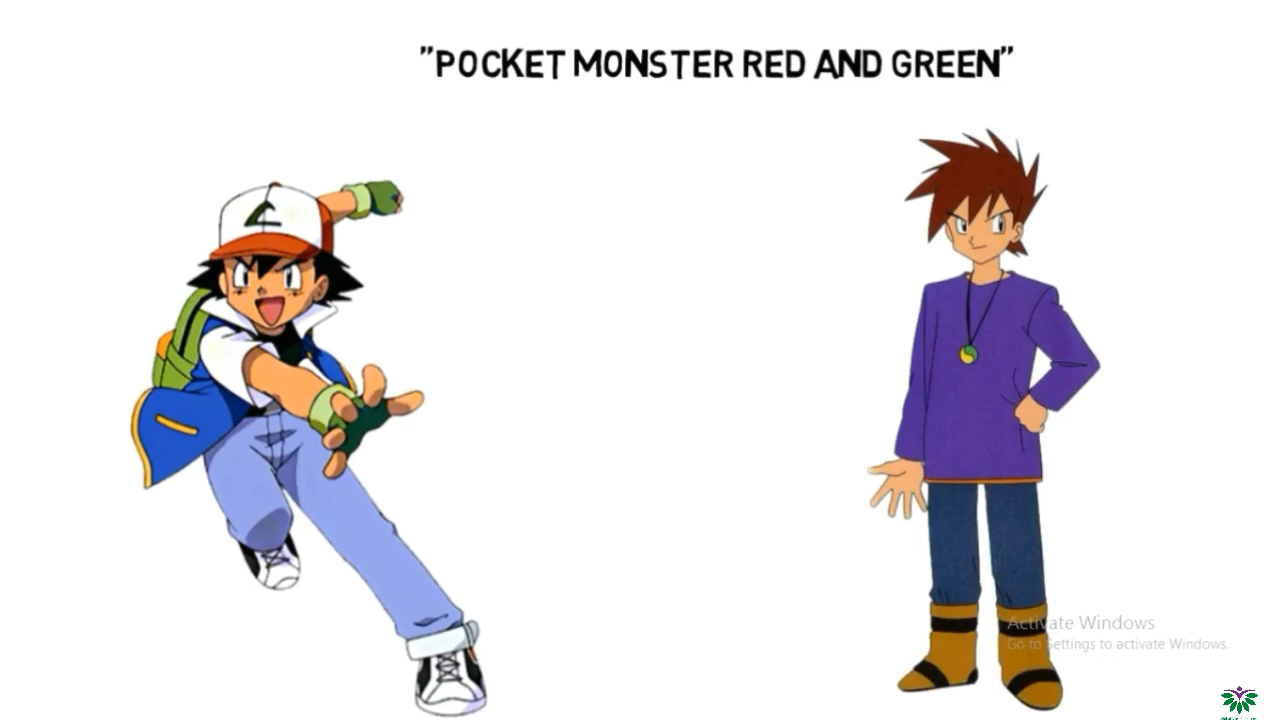 "POCKET MONSTER RED AND GREEN"
Activate Windows
Go to Settings to activate Windows.